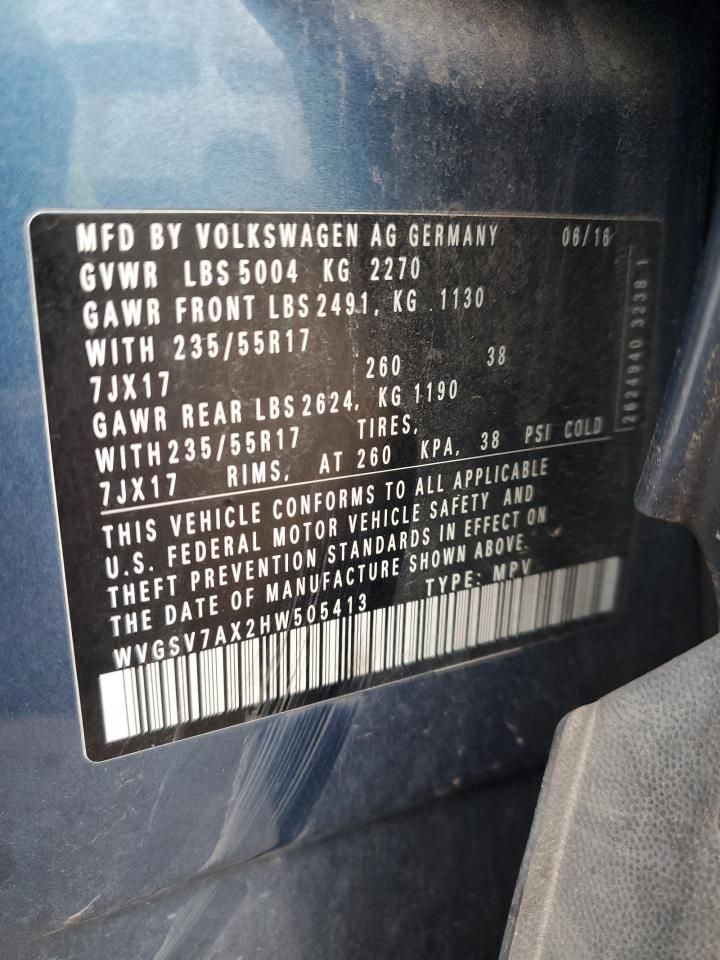 MFD BY VOLKSWAGEN AG GERMANY 06/16
GVWR LBS 5004 KG 2270
GAWR FRONT LBS 2491, KG 1130
WITH 235/55R17
7JX17 260 38
GAWR REAR LBS 2624, KG 1190
WITH 235/55R17 TIRES,
7JX17 RIMS, AT 260 KPA, 38 PSI COLD
THIS VEHICLE CONFORMS TO ALL APPLICABLE
U.S. FEDERAL MOTOR VEHICLE SAFETY AND
THEFT PREVENTION STANDARDS IN EFFECT ON
THE DATE OF MANUFACTURE SHOWN ABOVE.
WVGSV7AX2HW505413 TYPE: MPV
2624940 3238 1